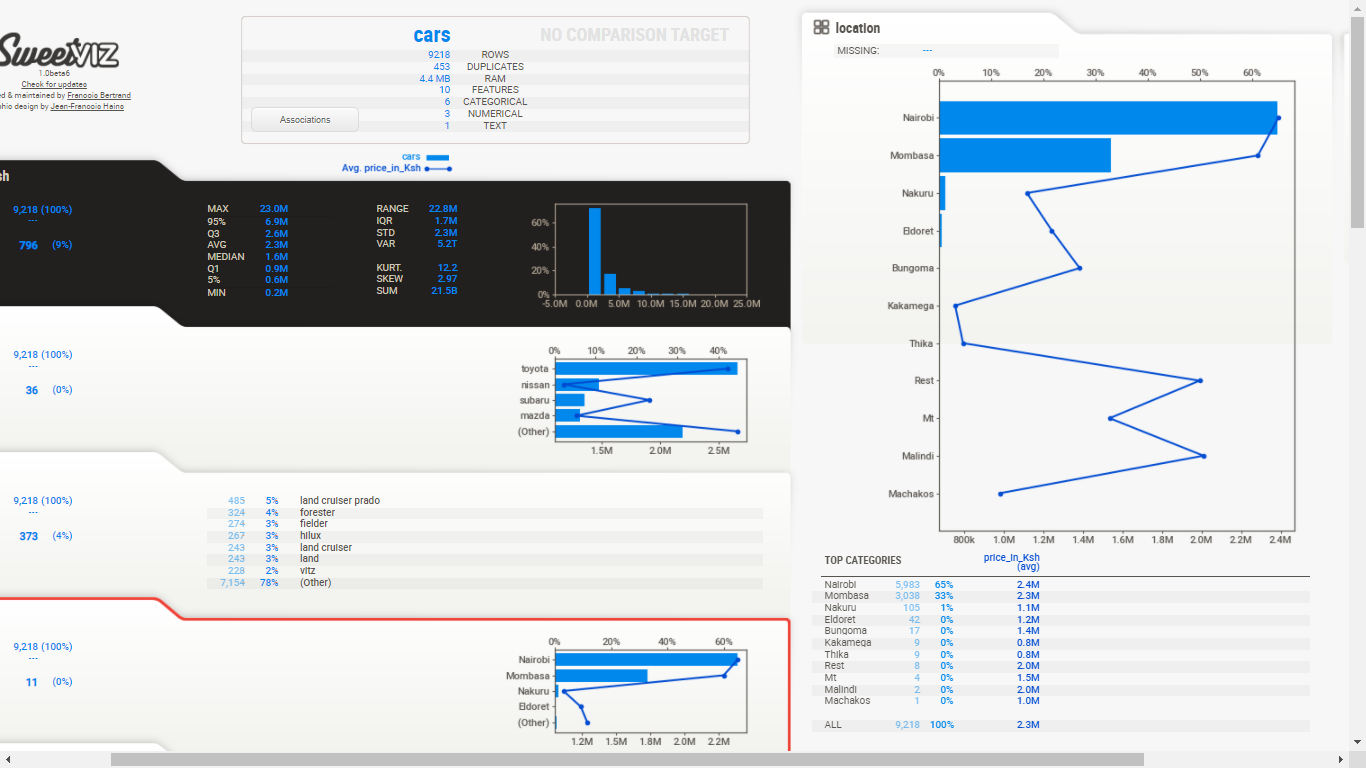 SweetVIZ
1.0beta6
Check for updates
ed & maintained by Francois Bertrand
phic design by Jean-Francois Hains
cars
NO COMPARISON TARGET
9218 ROWS
453 DUPLICATES
4.4 MB RAM
10 FEATURES
6 CATEGORICAL
3 NUMERICAL
1 TEXT
Associations
cars
Avg. price_in_Ksh
sh
9,218 (100%)
---
796 (9%)
MAX 23.0M
95% 6.9M
Q3 2.6M
AVG 2.3M
MEDIAN 1.6M
Q1 0.9M
5% 0.6M
MIN 0.2M
RANGE 22.8M
IQR 1.7M
STD 2.3M
VAR 5.2T
KURT. 12.2
SKEW 2.97
SUM 21.5B
60%
40%
20%
0%
-5.0M 0.0M 5.0M 10.0M 15.0M 20.0M 25.0M
9,218 (100%)
---
36 (0%)
0% 10% 20% 30% 40%
toyota
nissan
subaru
mazda
(Other)
1.5M 2.0M 2.5M
9,218 (100%)
---
373 (4%)
485 5% land cruiser prado
324 4% forester
274 3% fielder
267 3% hilux
243 3% land cruiser
243 3% land
228 2% vitz
7,154 78% (Other)
9,218 (100%)
---
11 (0%)
0% 20% 40% 60%
Nairobi
Mombasa
Nakuru
Eldoret
(Other)
1.2M 1.5M 1.8M 2.0M 2.2M
location
MISSING: ---
0% 10% 20% 30% 40% 50% 60%
Nairobi
Mombasa
Nakuru
Eldoret
Bungoma
Kakamega
Thika
Rest
Mt
Malindi
Machakos
800k 1.0M 1.2M 1.4M 1.6M 1.8M 2.0M 2.2M 2.4M
TOP CATEGORIES price_in_Ksh
(avg)
Nairobi 5,983 65% 2.4M
Mombasa 3,038 33% 2.3M
Nakuru 105 1% 1.1M
Eldoret 42 0% 1.2M
Bungoma 17 0% 1.4M
Kakamega 9 0% 0.8M
Thika 9 0% 0.8M
Rest 8 0% 2.0M
Mt 4 0% 1.5M
Malindi 2 0% 2.0M
Machakos 1 0% 1.0M
ALL 9,218 100% 2.3M